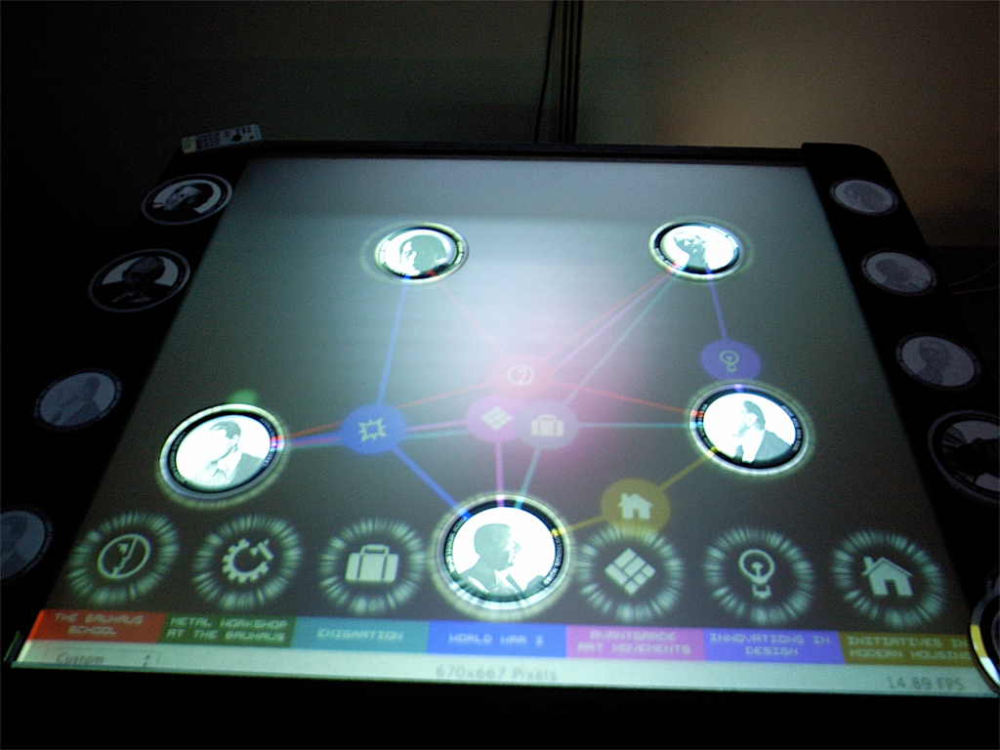 THE BAUHAUS
SCHOOL
METAL WORKSHOP
AT THE BAUHAUS
EMIGRATION
WORLD WAR I
AVANTGARDE
ART MOVEMENTS
INNOVATIONS IN
DESIGN
INITIATIVES IN
MODERN HOUSING
Custom
670x667 Pixels
14.89 FPS